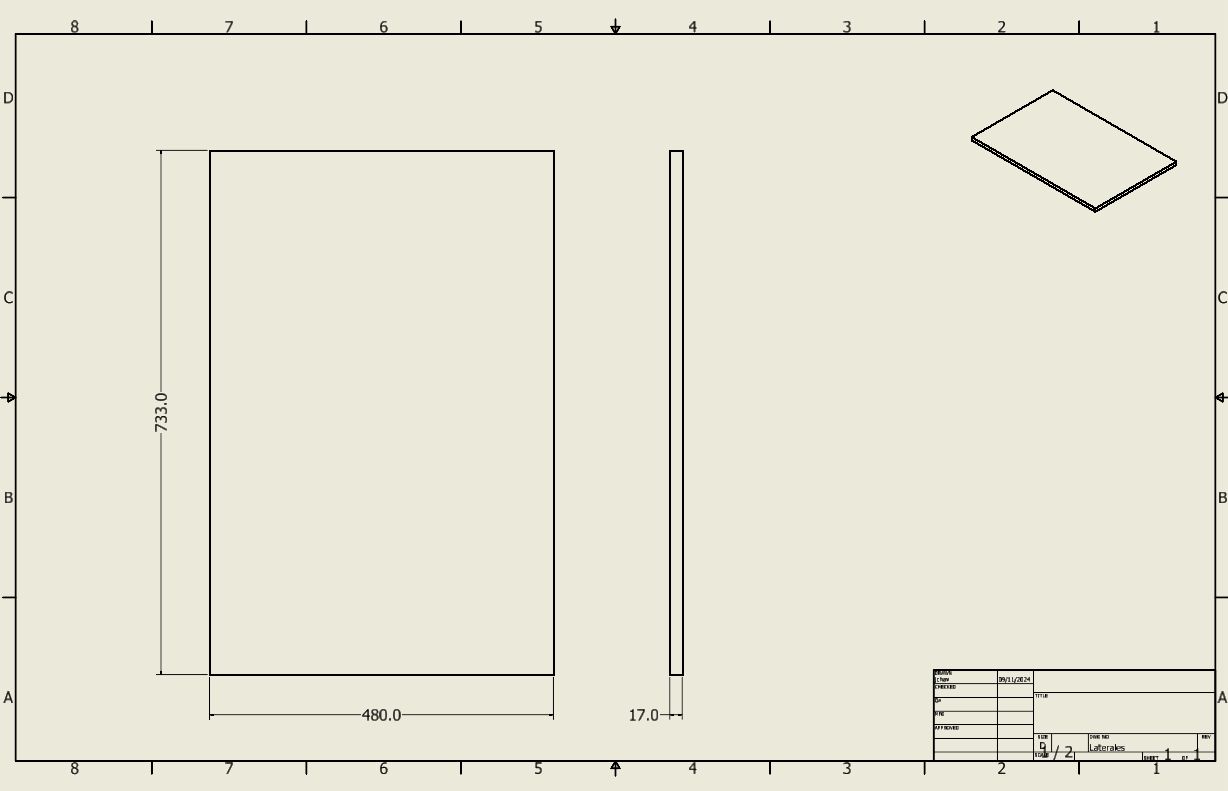 8 7 6 5 4 3 2 1
D D
C C
733.0
B B
A A
480.0
17.0
DRAWN
jchav 09/11/2024
CHECKED
TITLE
QA
MFG
APPROVED
SIZE DWG NO REV
D Laterales
SCALE 1 / 2 SHEET 1 OF 1
8 7 6 5 4 3 2 1